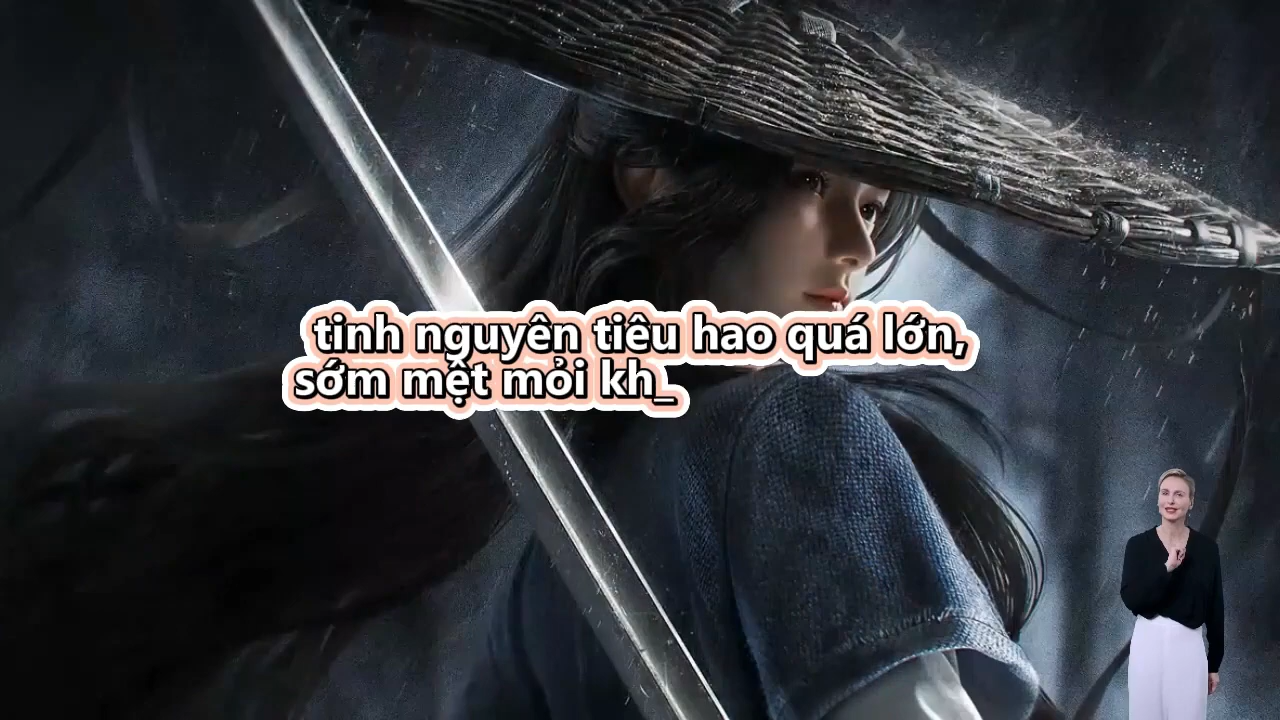 tinh nguyên tiêu hao quá lớn,
sớm mệt mỏi kh_